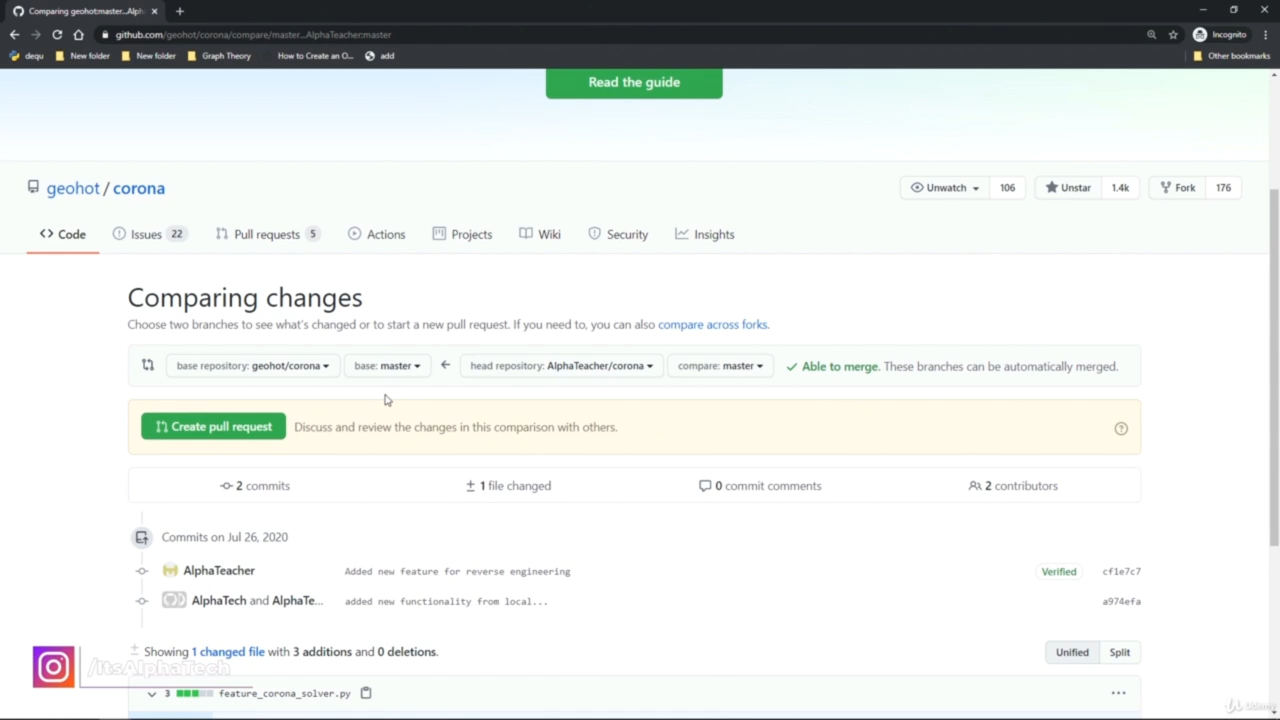 Comparing geohot:master...Alph
github.com/geohot/corona/compare/master...AlphaTeacher:master
Incognito
dequ
New folder
New folder
Graph Theory
How to Create an O...
add
Other bookmarks
Read the guide
geohot / corona
Unwatch 106
Unstar 1.4k
Fork 176
Code
Issues 22
Pull requests 5
Actions
Projects
Wiki
Security
Insights
Comparing changes
Choose two branches to see what's changed or to start a new pull request. If you need to, you can also compare across forks.
base repository: geohot/corona
base: master
head repository: AlphaTeacher/corona
compare: master
Able to merge. These branches can be automatically merged.
Create pull request
Discuss and review the changes in this comparison with others.
2 commits
1 file changed
0 commit comments
2 contributors
Commits on Jul 26, 2020
AlphaTeacher Added new feature for reverse engineering Verified cf1e7c7
AlphaTech and AlphaTe... added new functionality from local... a974efa
Showing 1 changed file with 3 additions and 0 deletions.
Unified Split
/ItsAlphaTech
3 feature_corona_solver.py
Udemy